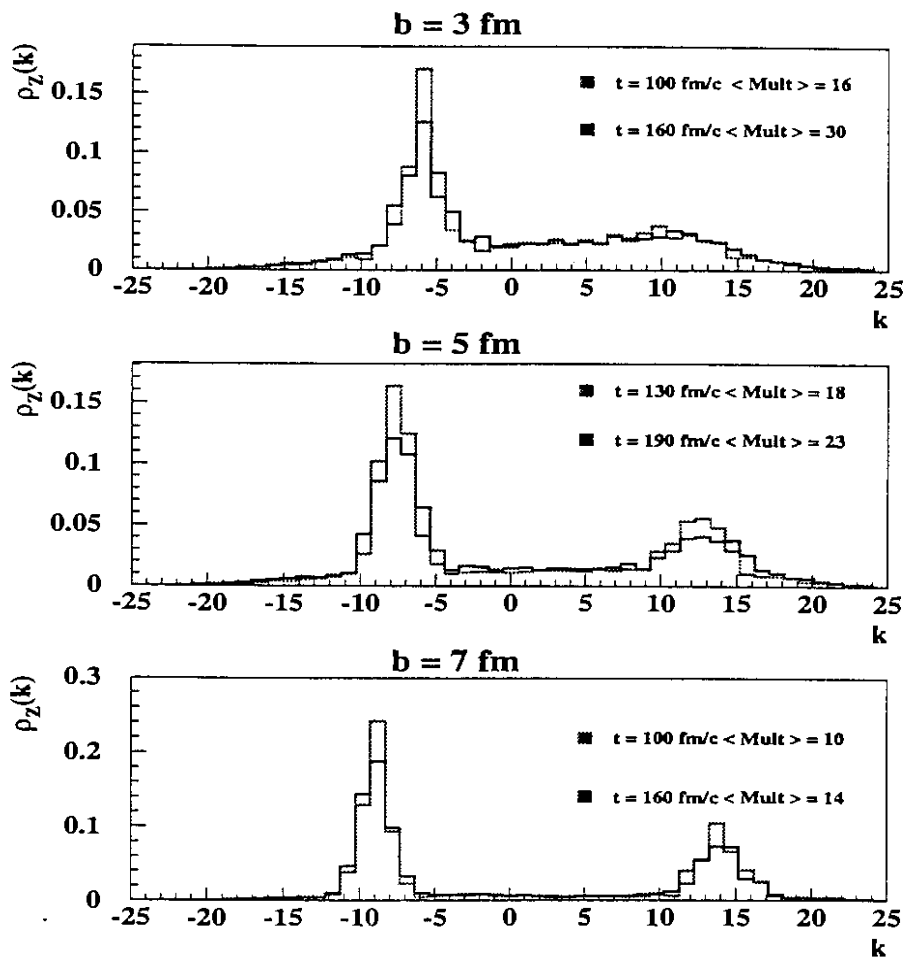 b = 3 fm
ρZ(k)
0.15
0.1
0.05
0
t = 100 fm/c < Mult > = 16
t = 160 fm/c < Mult > = 30
-25 -20 -15 -10 -5 0 5 10 15 20 25
k
b = 5 fm
ρZ(k)
0.15
0.1
0.05
0
t = 130 fm/c < Mult > = 18
t = 190 fm/c < Mult > = 23
-25 -20 -15 -10 -5 0 5 10 15 20 25
k
b = 7 fm
ρZ(k)
0.3
0.2
0.1
0
t = 100 fm/c < Mult > = 10
t = 160 fm/c < Mult > = 14
-25 -20 -15 -10 -5 0 5 10 15 20 25
k